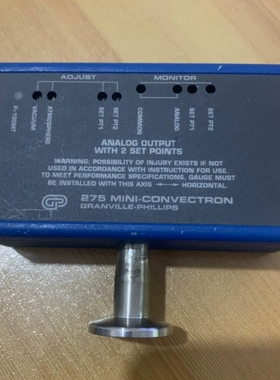 ADJUST
MONITOR
VACUUM
ATMOSPHERE
SET PT1
SET PT2
COMMON
ANALOG
SET PT1
SET PT2
ANALOG OUTPUT
WITH 2 SET POINTS
WARNING: POSSIBILITY OF INJURY EXISTS IF NOT
USED IN ACCORDANCE WITH INSTRUCTION FOR USE.
TO MEET PERFORMANCE SPECIFICATIONS, GAUGE MUST
BE INSTALLED WITH THIS AXIS ⟷ HORIZONTAL.
GP
275 MINI-CONVECTRON
GRANVILLE-PHILLIPS